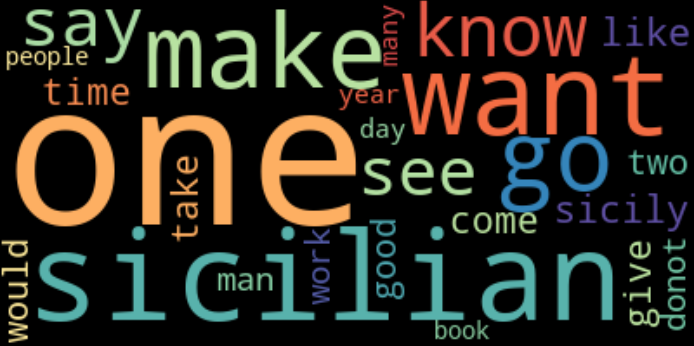 say
make
many
know
like
people
time
year
want
one
day
see
go
two
take
come
sicily
sicilian
would
man
work
good
give
donot
book